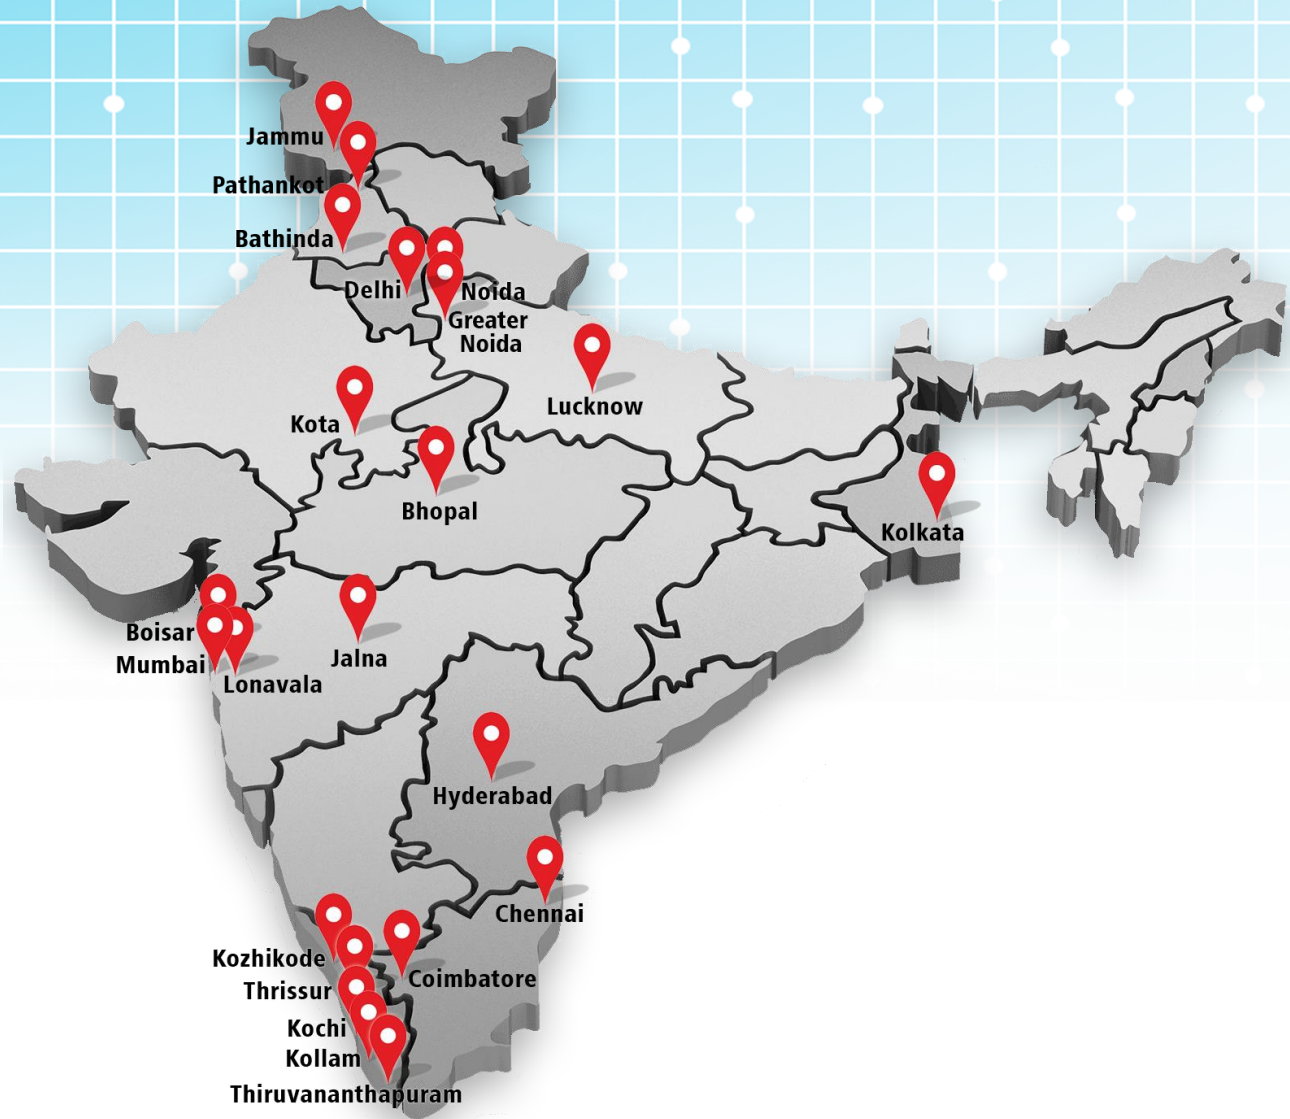 Jammu
Pathankot
Bathinda
Delhi
Noida
Greater
Noida
Lucknow
Kota
Bhopal
Kolkata
Boisar
Mumbai
Lonavala
Jalna
Hyderabad
Chennai
Kozhikode
Coimbatore
Thrissur
Kochi
Kollam
Thiruvananthapuram